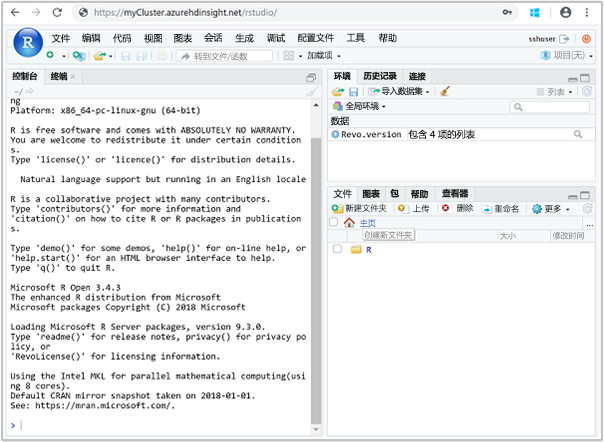 https://myCluster.azurehdinsight.net/rstudio/
R
文件 编辑 代码 视图 图表 会话 生成 调试 配置文件 工具 帮助
sshuser
转到文件/函数
加载项
项目(无)
控制台 终端
~/
ng
Platform: x86_64-pc-linux-gnu (64-bit)
R is free software and comes with ABSOLUTELY NO WARRANTY.
You are welcome to redistribute it under certain condition
s.
Type 'license()' or 'licence()' for distribution details.
Natural language support but running in an English locale
R is a collaborative project with many contributors.
Type 'contributors()' for more information and
'citation()' on how to cite R or R packages in publication
s.
Type 'demo()' for some demos, 'help()' for on-line help, or
'help.start()' for an HTML browser interface to help.
Type 'q()' to quit R.
Microsoft R Open 3.4.3
The enhanced R distribution from Microsoft
Microsoft packages Copyright (C) 2018 Microsoft
Loading Microsoft R Server packages, version 9.3.0.
Type 'readme()' for release notes, privacy() for privacy po
licy, or
'RevoLicense()' for licensing information.
Using the Intel MKL for parallel mathematical computing(usi
ng 8 cores).
Default CRAN mirror snapshot taken on 2018-01-01.
See: https://mran.microsoft.com/.
>
环境 历史记录 连接
导入数据集
列表
全局环境
数据
Revo.version 包含 4 项的列表
文件 图表 包 帮助 查看器
新建文件夹 上传 删除 重命名 更多
主页
...
创建新文件夹
大小 修改时间
R